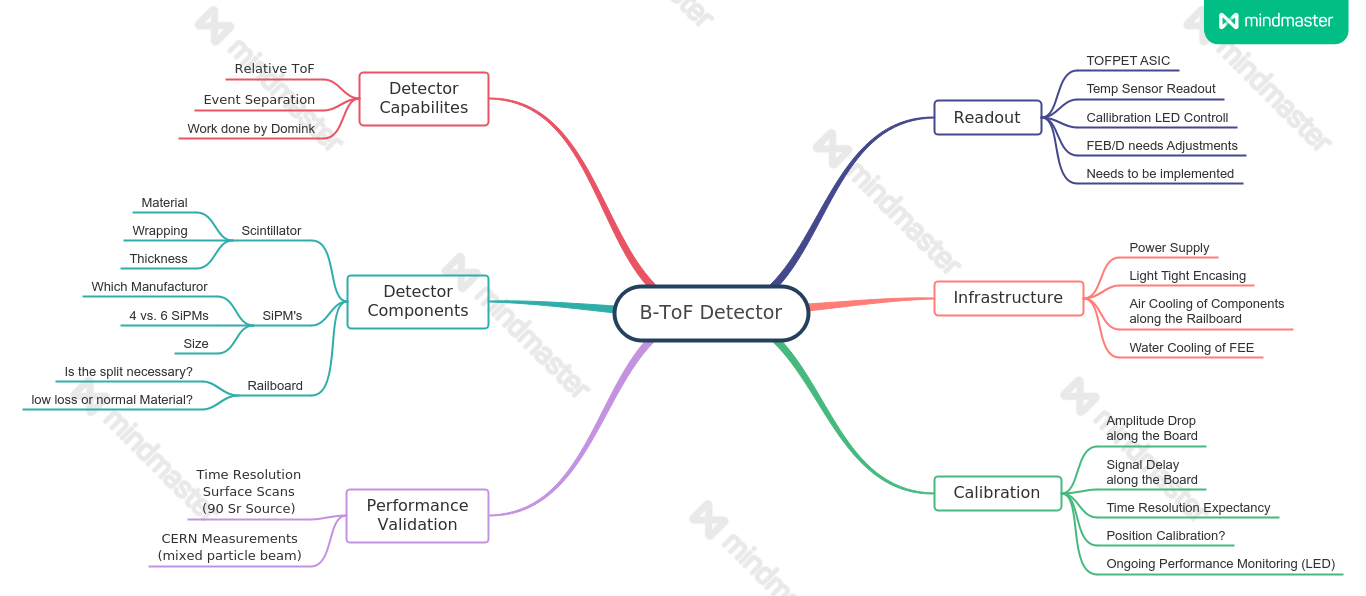 mindmaster
B-ToF Detector
Detector
Capabilites
Relative ToF
Event Separation
Work done by Domink
Detector
Components
Scintillator
Material
Wrapping
Thickness
SiPM's
Which Manufacturor
4 vs. 6 SiPMs
Size
Railboard
Is the split necessary?
low loss or normal Material?
Performance
Validation
Time Resolution
Surface Scans
(90 Sr Source)
CERN Measurements
(mixed particle beam)
Readout
TOFPET ASIC
Temp Sensor Readout
Callibration LED Controll
FEB/D needs Adjustments
Needs to be implemented
Infrastructure
Power Supply
Light Tight Encasing
Air Cooling of Components
along the Railboard
Water Cooling of FEE
Calibration
Amplitude Drop
along the Board
Signal Delay
along the Board
Time Resolution Expectancy
Position Calibration?
Ongoing Performance Monitoring (LED)
mindmaster
mindmaster
mindmaster
mindmaster
mindmaster
mindmaster